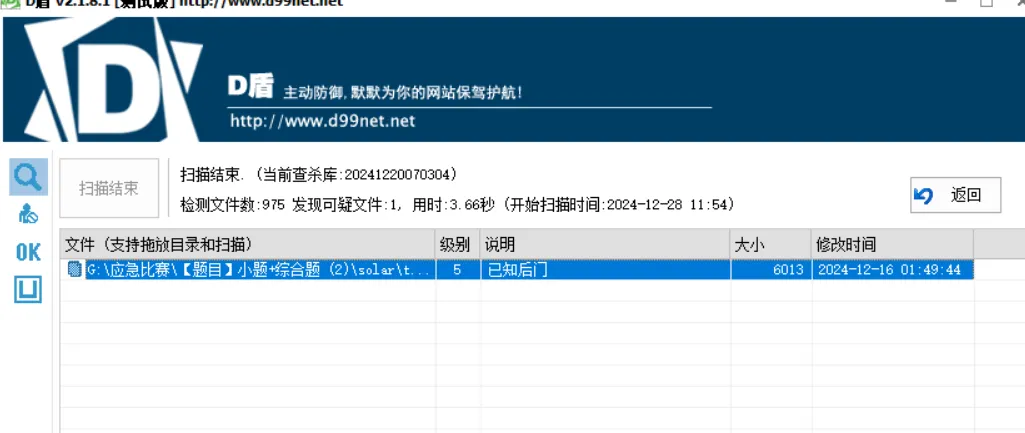 D盾 v2.1.8.1 [测试版] http://www.d99net.net
D
D盾 主动防御,默默为你的网站保驾护航!
http://www.d99net.net
扫描结束
扫描结束. (当前查杀库:20241220070304)
检测文件数:975 发现可疑文件:1, 用时:3.66秒 (开始扫描时间:2024-12-28 11:54)
返回
OK
文件 (支持拖放目录和扫描) 级别 说明 大小 修改时间
G:\应急比赛\【题目】小题+综合题 (2)\solar\t... 5 已知后门 6013 2024-12-16 01:49:44